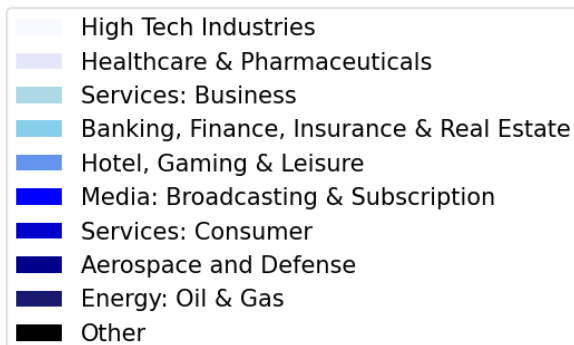 High Tech Industries
Healthcare & Pharmaceuticals
Services: Business
Banking, Finance, Insurance & Real Estate
Hotel, Gaming & Leisure
Media: Broadcasting & Subscription
Services: Consumer
Aerospace and Defense
Energy: Oil & Gas
Other